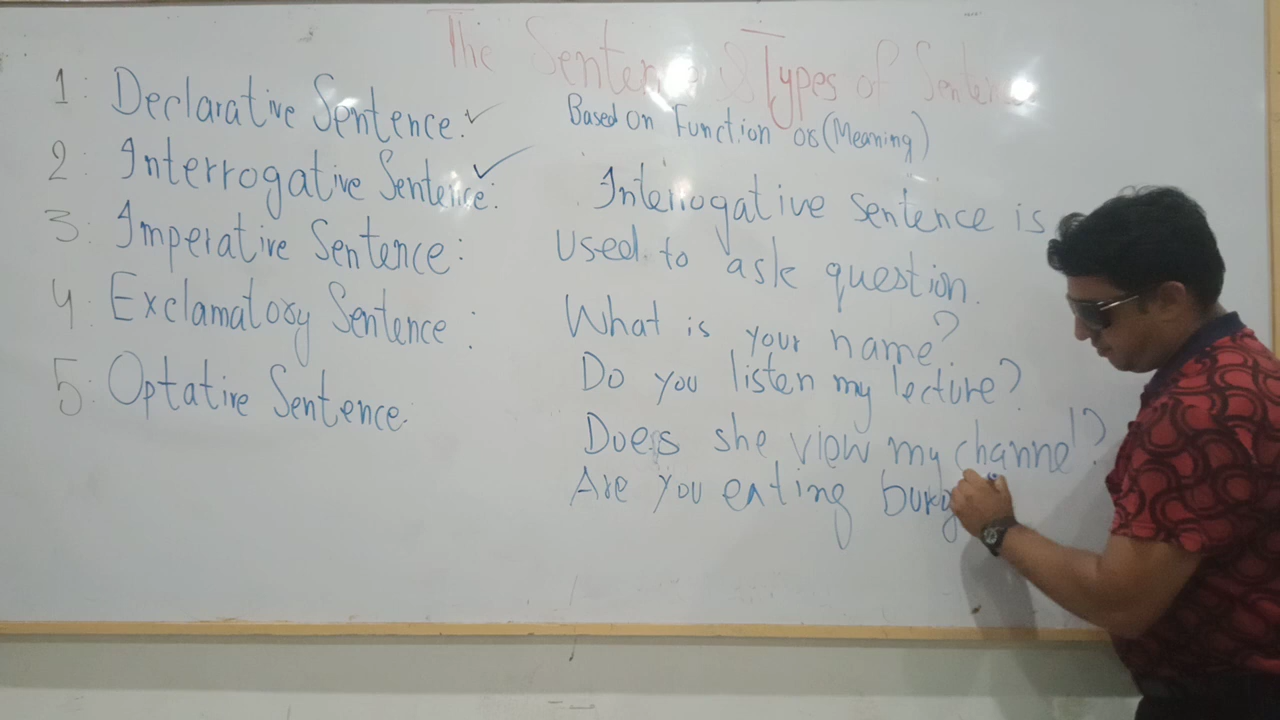 The Sentence & Types of Sentence
Based on Function or (Meaning)
1: Declarative Sentence: ✓
2: Interrogative Sentence: ✓
3: Imperative Sentence:
4: Exclamatory Sentence:
5: Optative Sentence:
Interrogative sentence is
used to ask question.
What is your name?
Do you listen my lecture?
Does she view my channel?
Are you eating burg